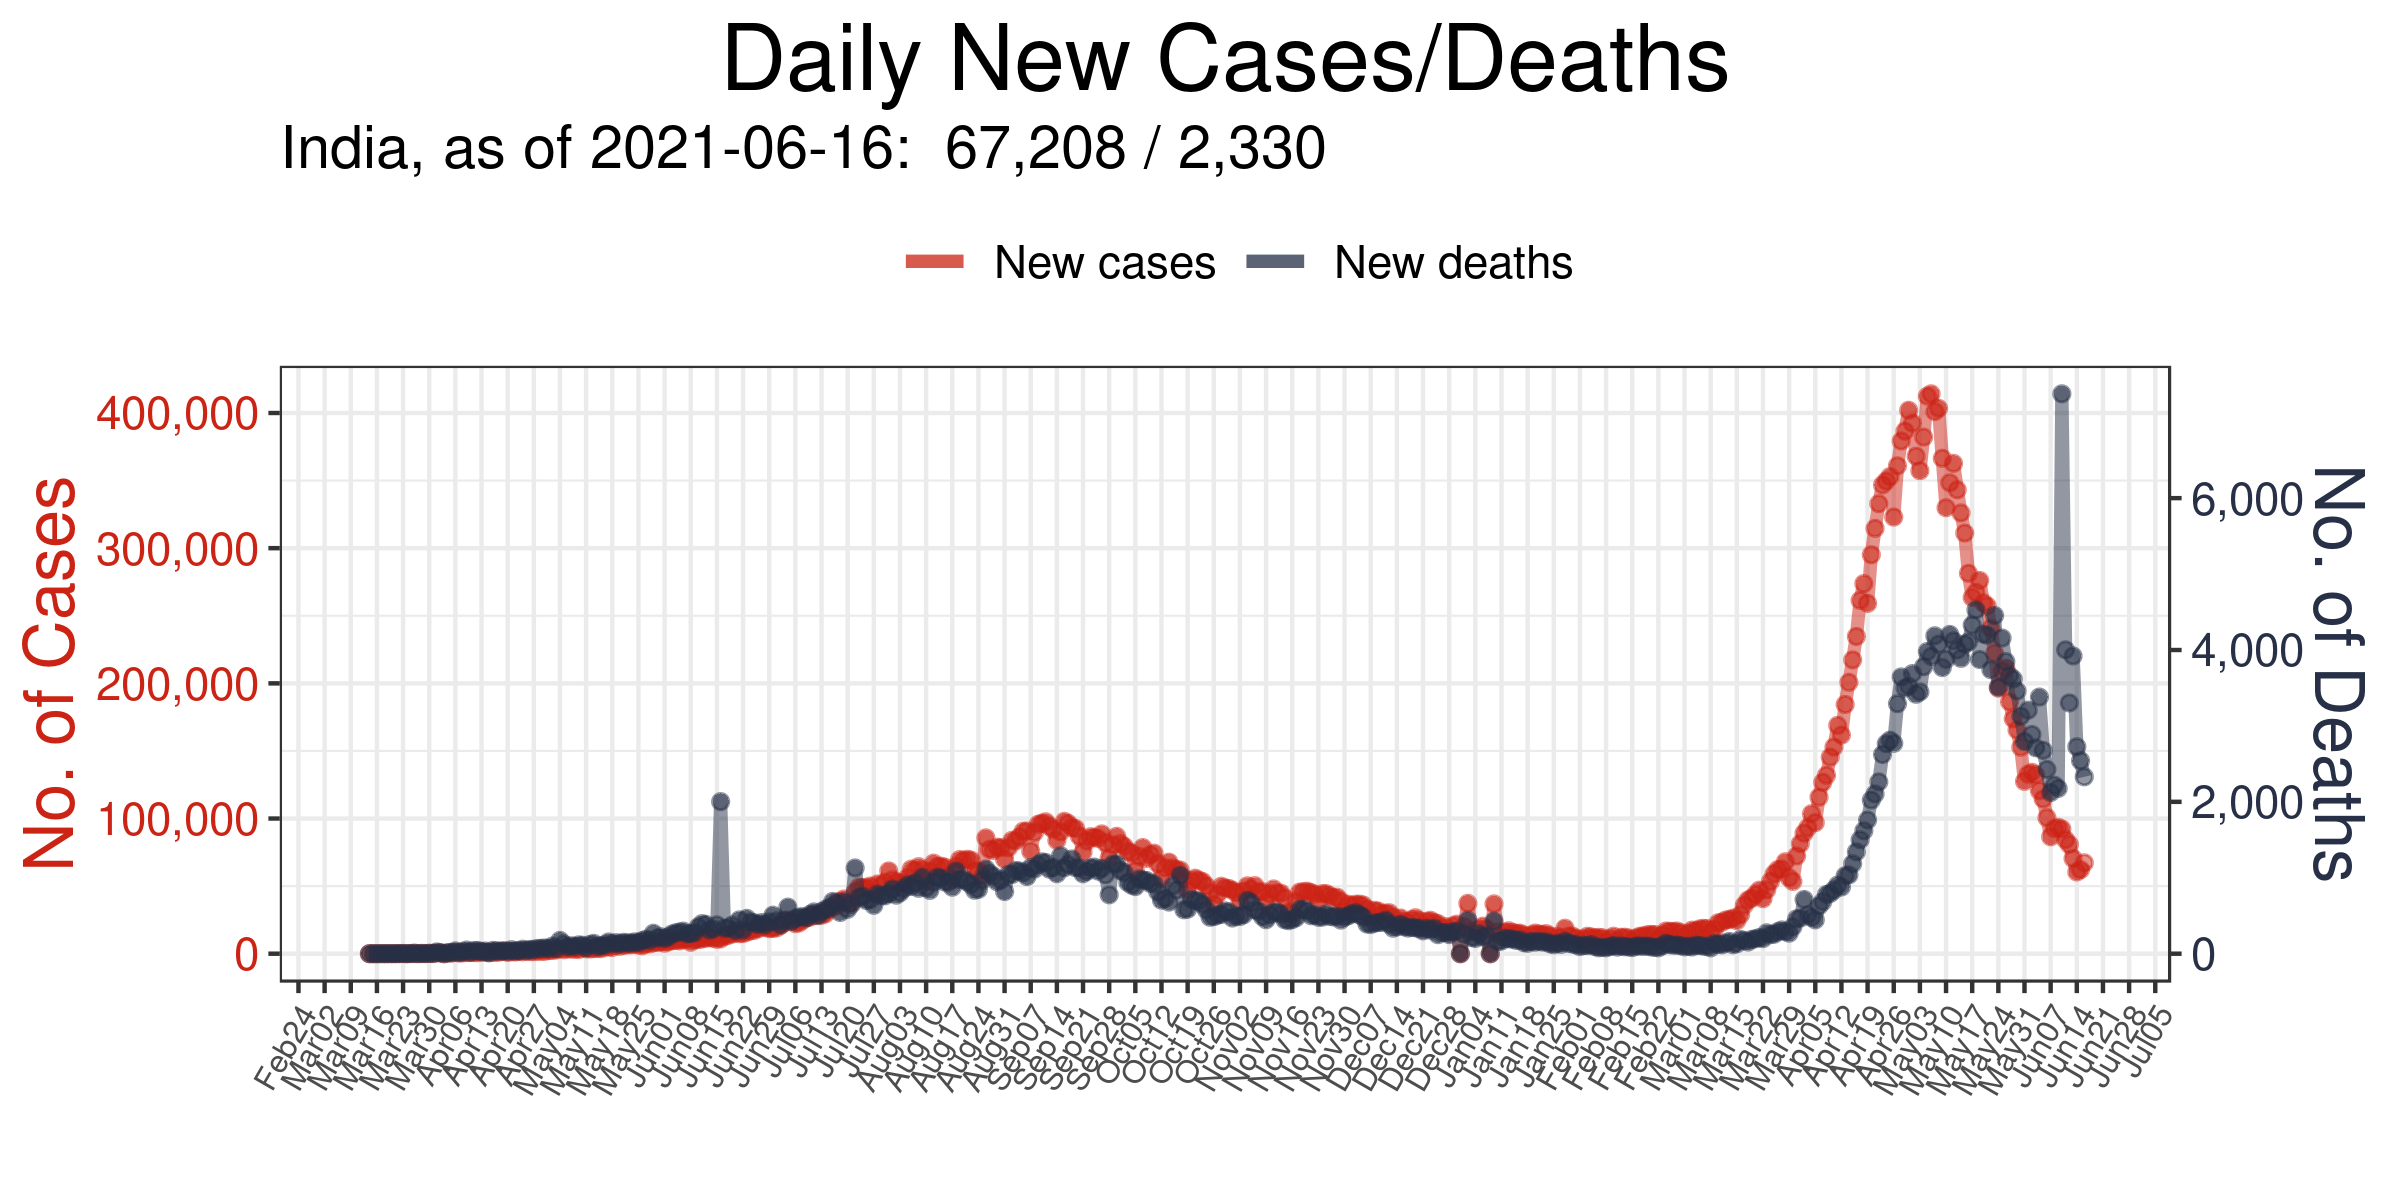 Daily New Cases/Deaths
India, as of 2021-06-16:  67,208 / 2,330
New cases
New deaths
No. of Cases
400,000
300,000
200,000
100,000
0
No. of Deaths
6,000
4,000
2,000
0
Feb24
Mar02
Mar09
Mar16
Mar23
Mar30
Apr06
Apr13
Apr20
Apr27
May04
May11
May18
May25
Jun01
Jun08
Jun15
Jun22
Jun29
Jul06
Jul13
Jul20
Jul27
Aug03
Aug10
Aug17
Aug24
Aug31
Sep07
Sep14
Sep21
Sep28
Oct05
Oct12
Oct19
Oct26
Nov02
Nov09
Nov16
Nov23
Nov30
Dec07
Dec14
Dec21
Dec28
Jan04
Jan11
Jan18
Jan25
Feb01
Feb08
Feb15
Feb22
Mar01
Mar08
Mar15
Mar22
Mar29
Apr05
Apr12
Apr19
Apr26
May03
May10
May17
May24
May31
Jun07
Jun14
Jun21
Jun28
Jul05